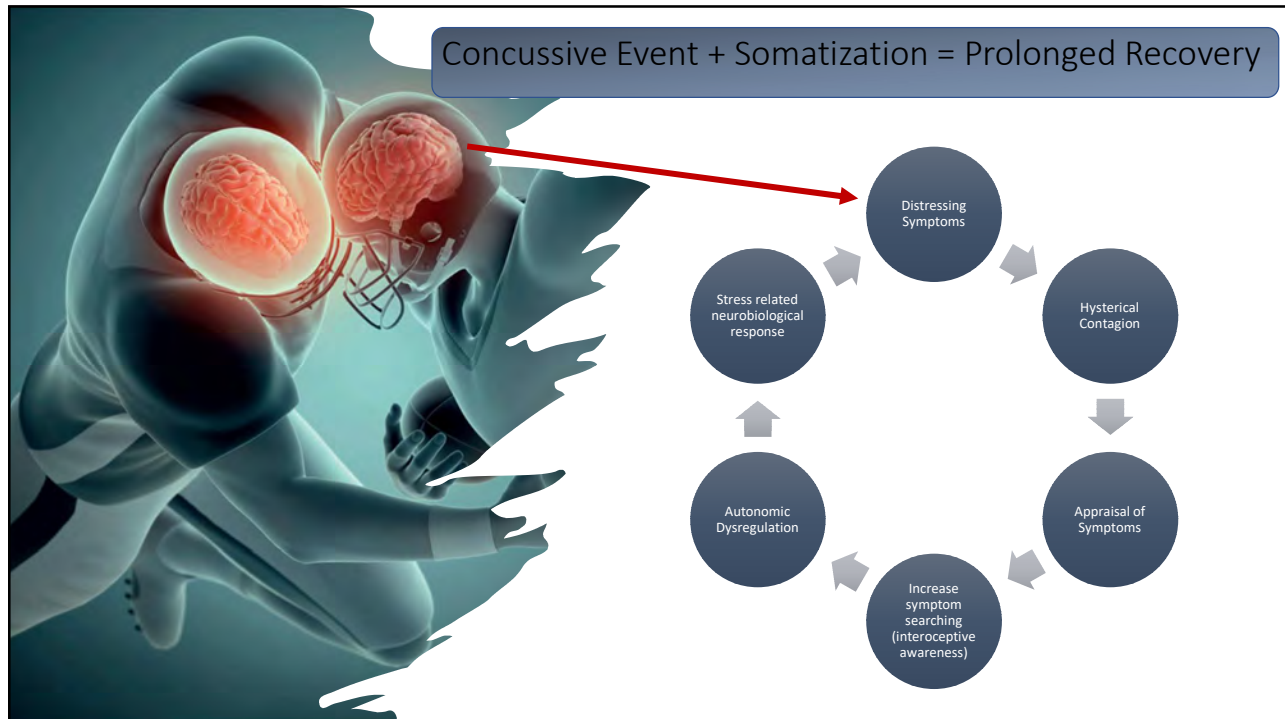 Concussive Event + Somatization = Prolonged Recovery
Distressing
Symptoms
Hysterical
Contagion
Appraisal of
Symptoms
Increase
symptom
searching
(interoceptive
awareness)
Autonomic
Dysregulation
Stress related
neurobiological
response